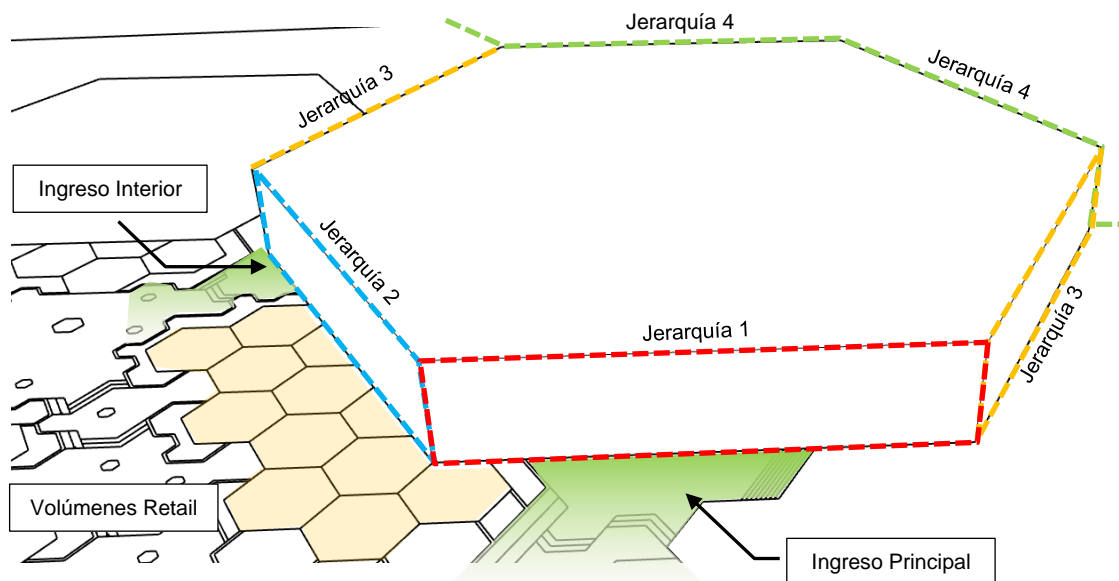 Jerarquía 4
Jerarquía 3
Jerarquía 4
Ingreso Interior
Jerarquía 2
Jerarquía 1
Jerarquía 3
Volúmenes Retail
Ingreso Principal